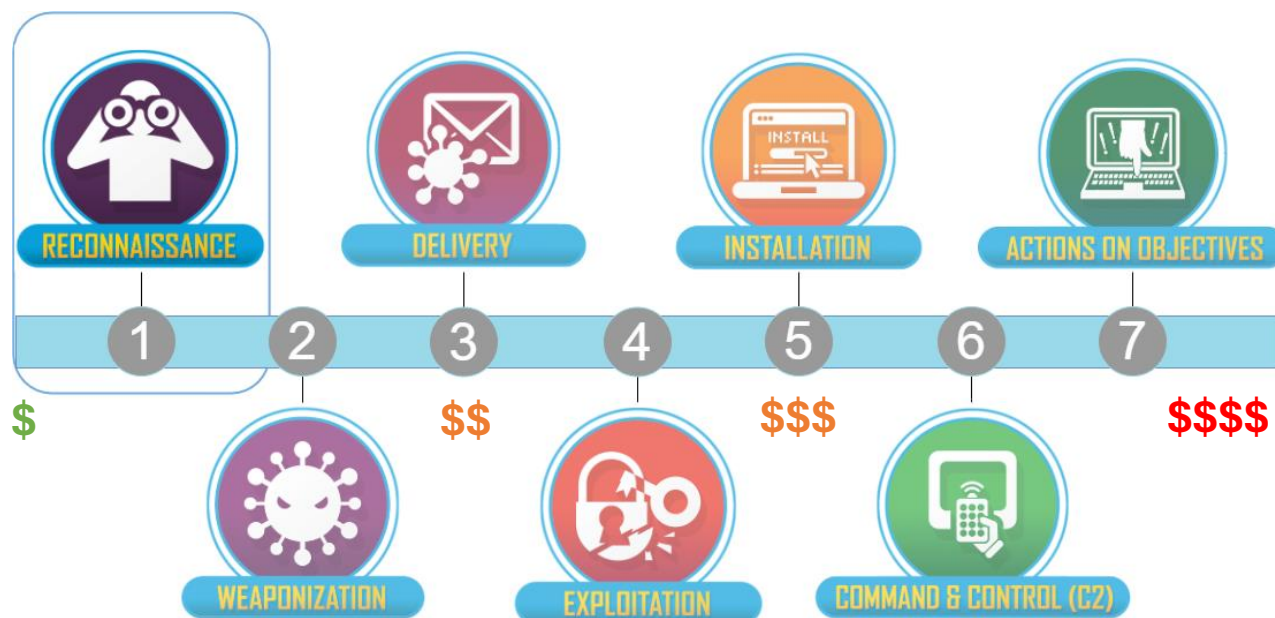 INSTALL
RECONNAISSANCE
DELIVERY
INSTALLATION
ACTIONS ON OBJECTIVES
1
2
3
4
5
6
7
$
$$
$$$
$$$$
WEAPONIZATION
EXPLOITATION
COMMAND & CONTROL (C2)